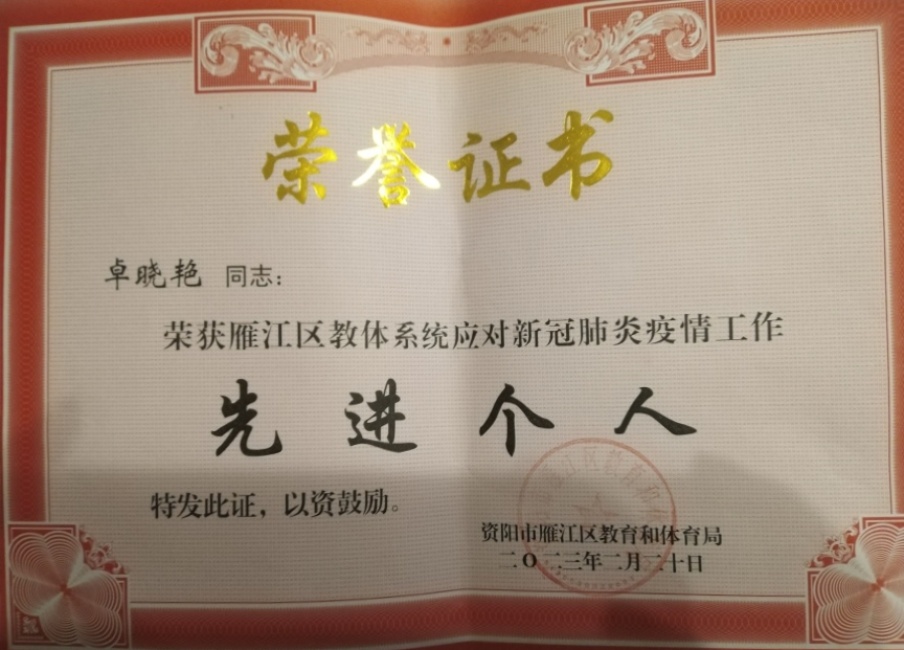 荣誉证书
卓晓艳 同志:
荣获雁江区教体系统应对新冠肺炎疫情工作
先进个人
特发此证，以资鼓励。
资阳市雁江区教育和体育局
二〇二三年二月二十日